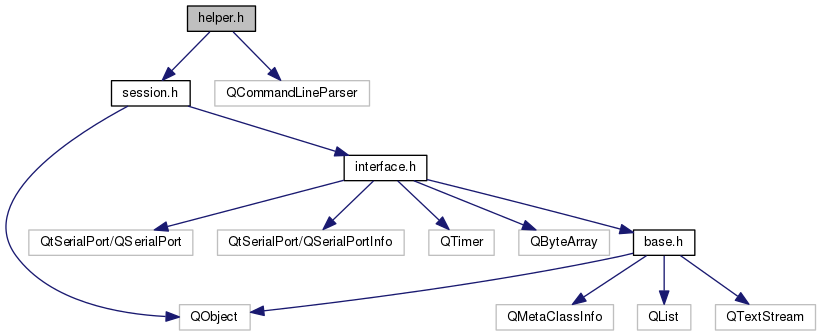 helper.h
session.h
QCommandLineParser
interface.h
QtSerialPort/QSerialPort
QtSerialPort/QSerialPortInfo
QTimer
QByteArray
base.h
QObject
QMetaClassInfo
QList
QTextStream